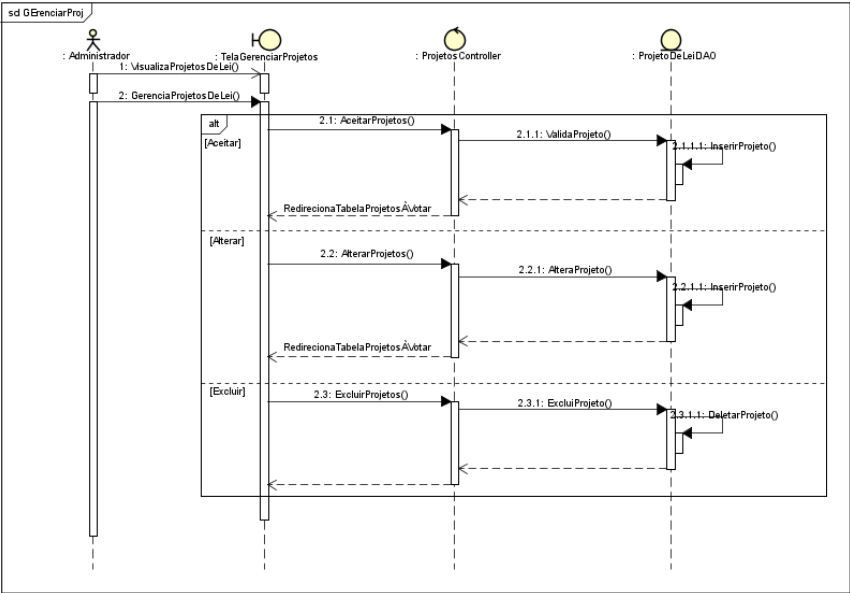 sd GErenciarProj
: Administrador
: TelaGerenciarProjetos
: ProjetosController
: ProjetoDeLeiDAO
1: VisualizaProjetosDeLei()
2: GerenciaProjetosDeLei()
alt
[Aceitar]
2.1: AceitarProjetos()
2.1.1: ValidaProjeto()
2.1.1.1: InserirProjeto()
RedirecionaTabelaProjetosÀVotar
[Alterar]
2.2: AlterarProjetos()
2.2.1: AlteraProjeto()
2.2.1.1: InserirProjeto()
RedirecionaTabelaProjetosÀVotar
[Excluir]
2.3: ExcluirProjetos()
2.3.1: ExcluiProjeto()
2.3.1.1: DeletarProjeto()